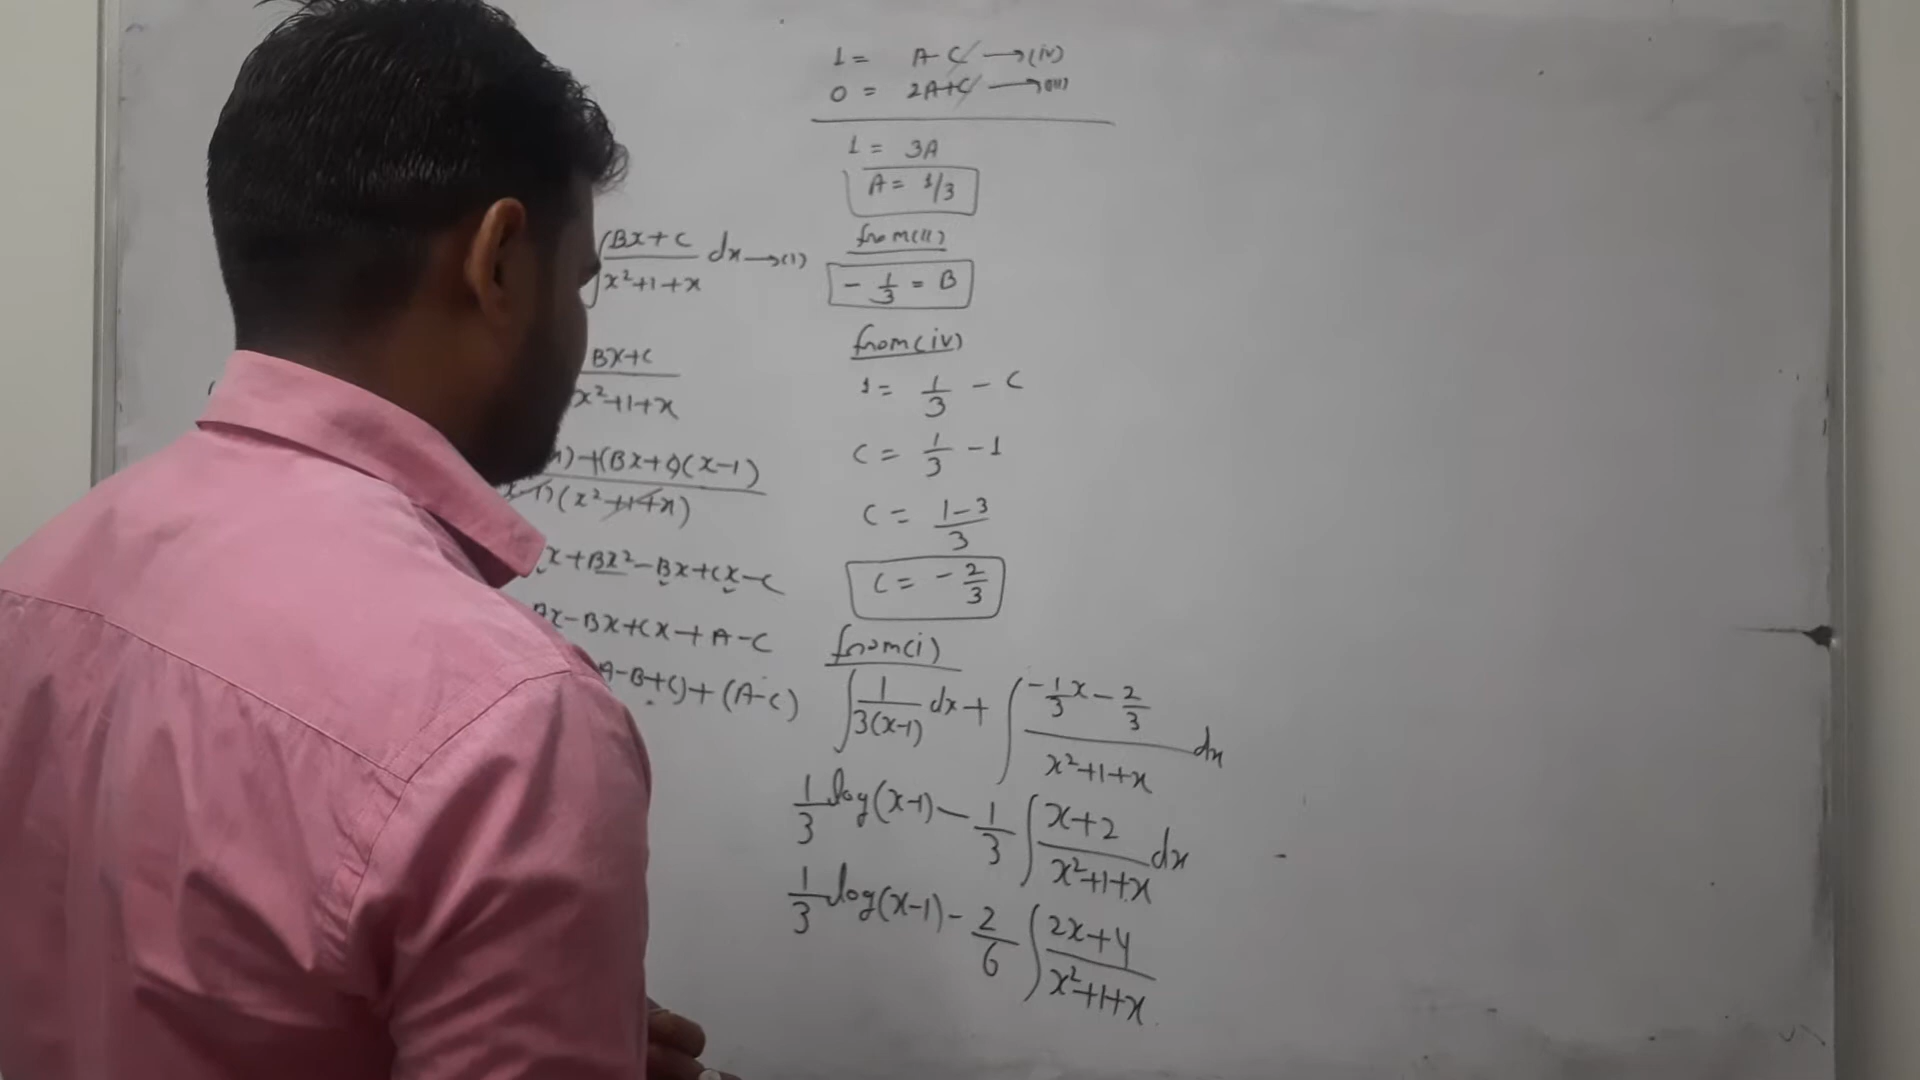 ∫ Bx+C / x²+1+x dx →(i)
Bx+C / x²+1+x
)+(Bx+C)(x-1) / (x-1)(x²+1+x)
x+Bx²-Bx+Cx-C
Ax-Bx+Cx+A-C
A-B+C)+(A-C)
1 = A-C →(iv)
0 = 2A+C →(iii)
1 = 3A
A = 1/3
from(ii)
-1/3 = B
from(iv)
1 = 1/3 - C
C = 1/3 - 1
C = 1-3/3
C = -2/3
from(i)
∫ 1/3(x-1) dx + ∫ -1/3x - 2/3 / x²+1+x dx
1/3 log(x-1) - 1/3 ∫ x+2 / x²+1+x dx
1/3 log(x-1) - 2/6 ∫ 2x+4 / x²+1+x